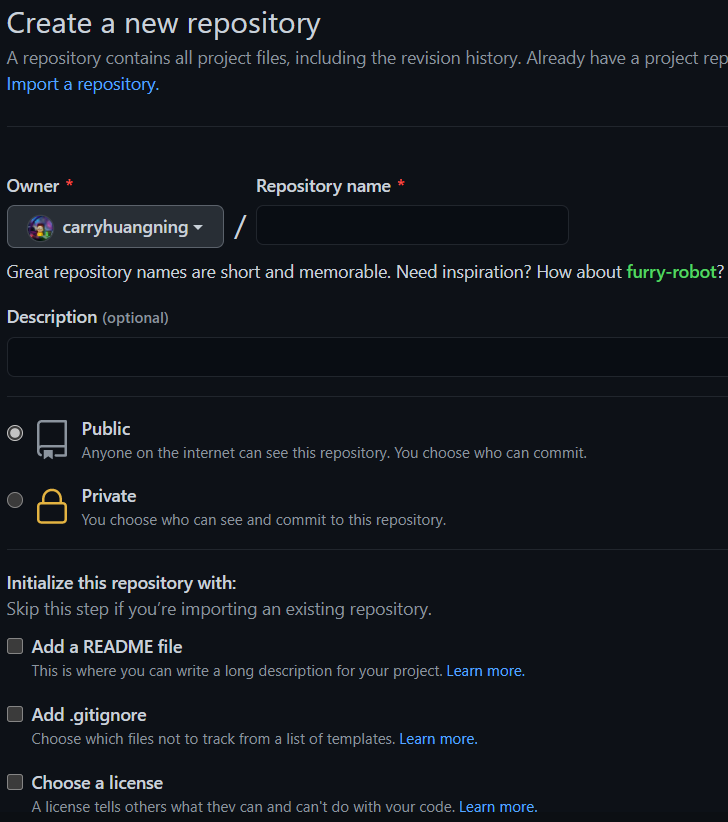 Create a new repository
A repository contains all project files, including the revision history. Already have a project rep
Import a repository.
Owner * Repository name *
carryhuangning /
Great repository names are short and memorable. Need inspiration? How about furry-robot?
Description (optional)
Public
Anyone on the internet can see this repository. You choose who can commit.
Private
You choose who can see and commit to this repository.
Initialize this repository with:
Skip this step if you’re importing an existing repository.
Add a README file
This is where you can write a long description for your project. Learn more.
Add .gitignore
Choose which files not to track from a list of templates. Learn more.
Choose a license
A license tells others what they can and can't do with your code. Learn more.